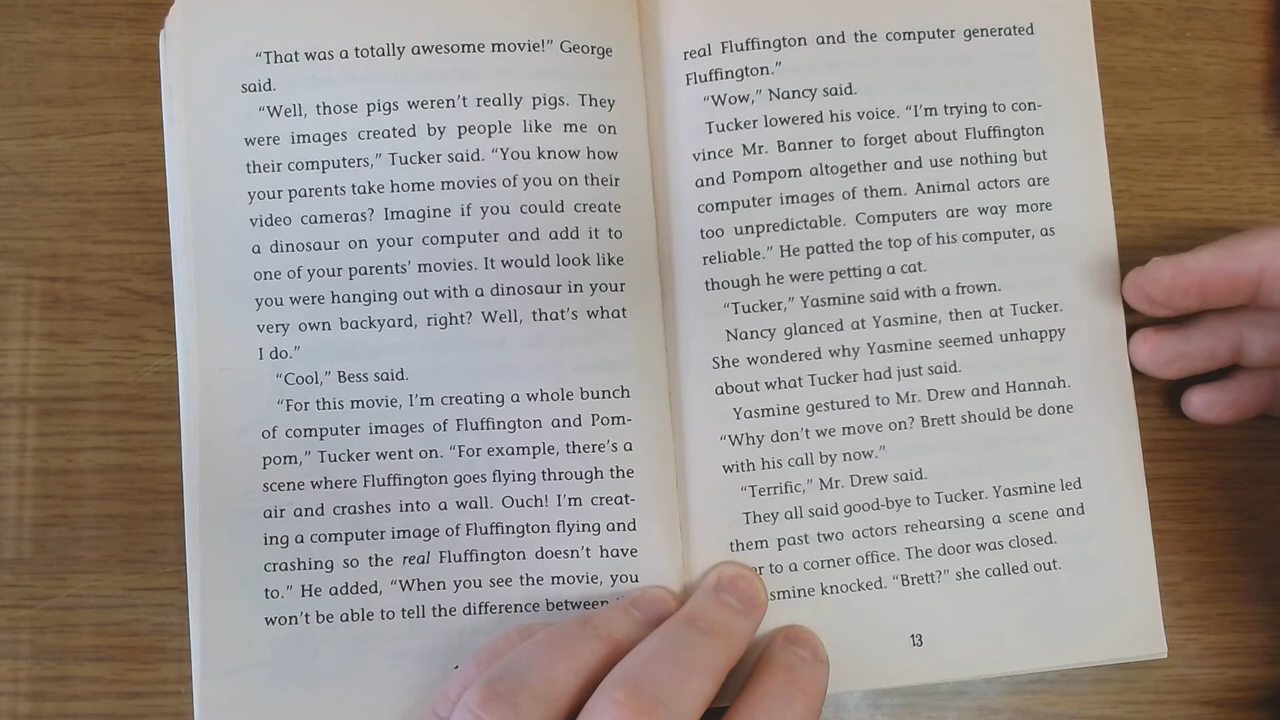 “That was a totally awesome movie!” George
said.
“Well, those pigs weren’t really pigs. They
were images created by people like me on
their computers,” Tucker said. “You know how
your parents take home movies of you on their
video cameras? Imagine if you could create
a dinosaur on your computer and add it to
one of your parents’ movies. It would look like
you were hanging out with a dinosaur in your
very own backyard, right? Well, that’s what
I do.”
“Cool,” Bess said.
“For this movie, I’m creating a whole bunch
of computer images of Fluffington and Pom-
pom,” Tucker went on. “For example, there’s a
scene where Fluffington goes flying through the
air and crashes into a wall. Ouch! I’m creat-
ing a computer image of Fluffington flying and
crashing so the real Fluffington doesn’t have
to.” He added, “When you see the movie, you
won’t be able to tell the difference between
real Fluffington and the computer generated
Fluffington.”
“Wow,” Nancy said.
Tucker lowered his voice. “I’m trying to con-
vince Mr. Banner to forget about Fluffington
and Pompom altogether and use nothing but
computer images of them. Animal actors are
too unpredictable. Computers are way more
reliable.” He patted the top of his computer, as
though he were petting a cat.
“Tucker,” Yasmine said with a frown.
Nancy glanced at Yasmine, then at Tucker.
She wondered why Yasmine seemed unhappy
about what Tucker had just said.
Yasmine gestured to Mr. Drew and Hannah.
“Why don’t we move on? Brett should be done
with his call by now.”
“Terrific,” Mr. Drew said.
They all said good-bye to Tucker. Yasmine led
them past two actors rehearsing a scene and
to a corner office. The door was closed.
knocked. “Brett?” she called out.
13